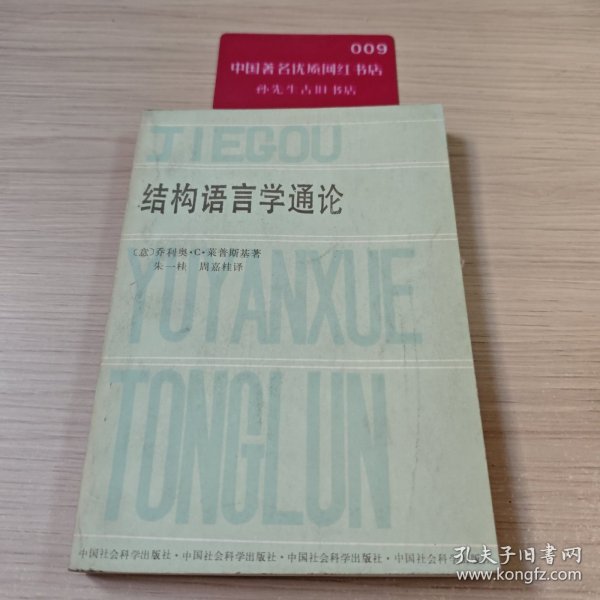 009
中国著名优质网红书店
孙先生古旧书店
JIEGOU
结构语言学通论
〔意〕乔利奥·C·莱普斯基著
朱一桂 周嘉桂译
YUYANXUE
TONGLUN
中国社会科学出版社·中国社会科学出版社·中国社会科学出版社·中国社会科学
孔夫子旧书网
www.kongfz.com